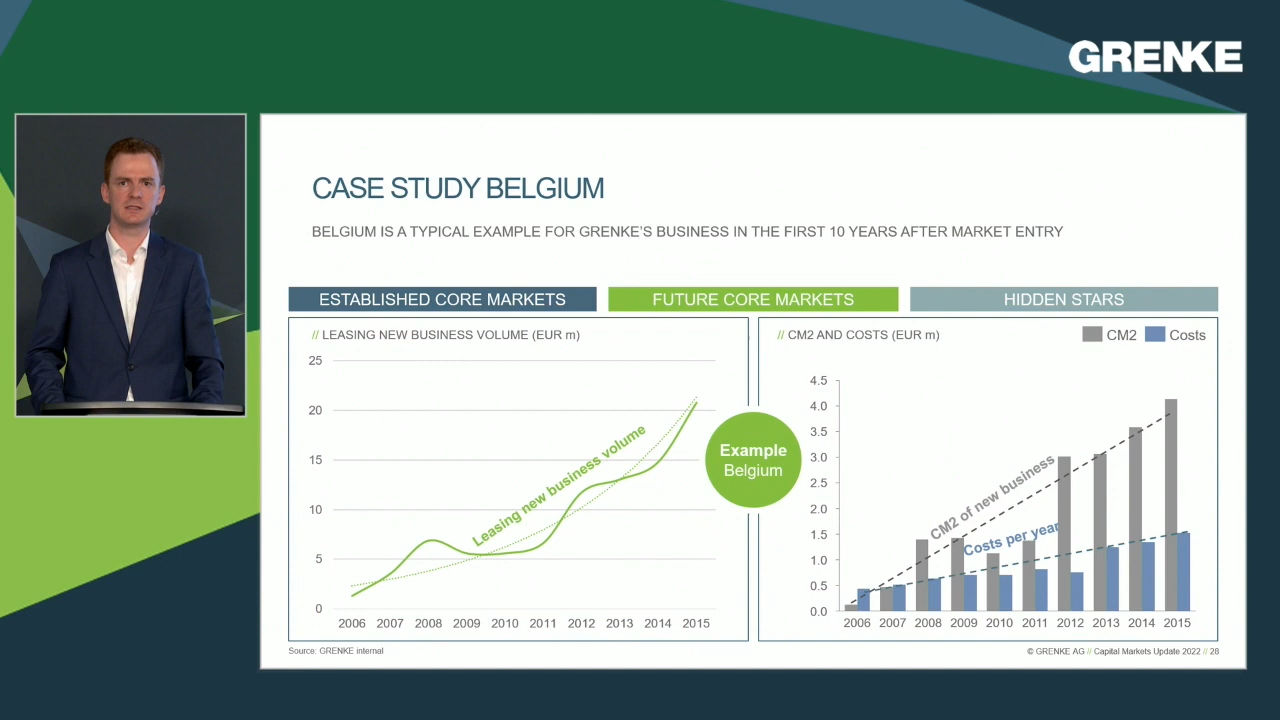 GRENKE
CASE STUDY BELGIUM
BELGIUM IS A TYPICAL EXAMPLE FOR GRENKE'S BUSINESS IN THE FIRST 10 YEARS AFTER MARKET ENTRY
ESTABLISHED CORE MARKETS
FUTURE CORE MARKETS
HIDDEN STARS
// LEASING NEW BUSINESS VOLUME (EUR m)
25
20
15
10
5
0
Leasing new business volume
2006 2007 2008 2009 2010 2011 2012 2013 2014 2015
Example
Belgium
// CM2 AND COSTS (EUR m)
CM2 Costs
4.5
4.0
3.5
3.0
2.5
2.0
1.5
1.0
0.5
0.0
CM2 of new business
Costs per year
2006 2007 2008 2009 2010 2011 2012 2013 2014 2015
Source: GRENKE internal
© GRENKE AG // Capital Markets Update 2022 // 28